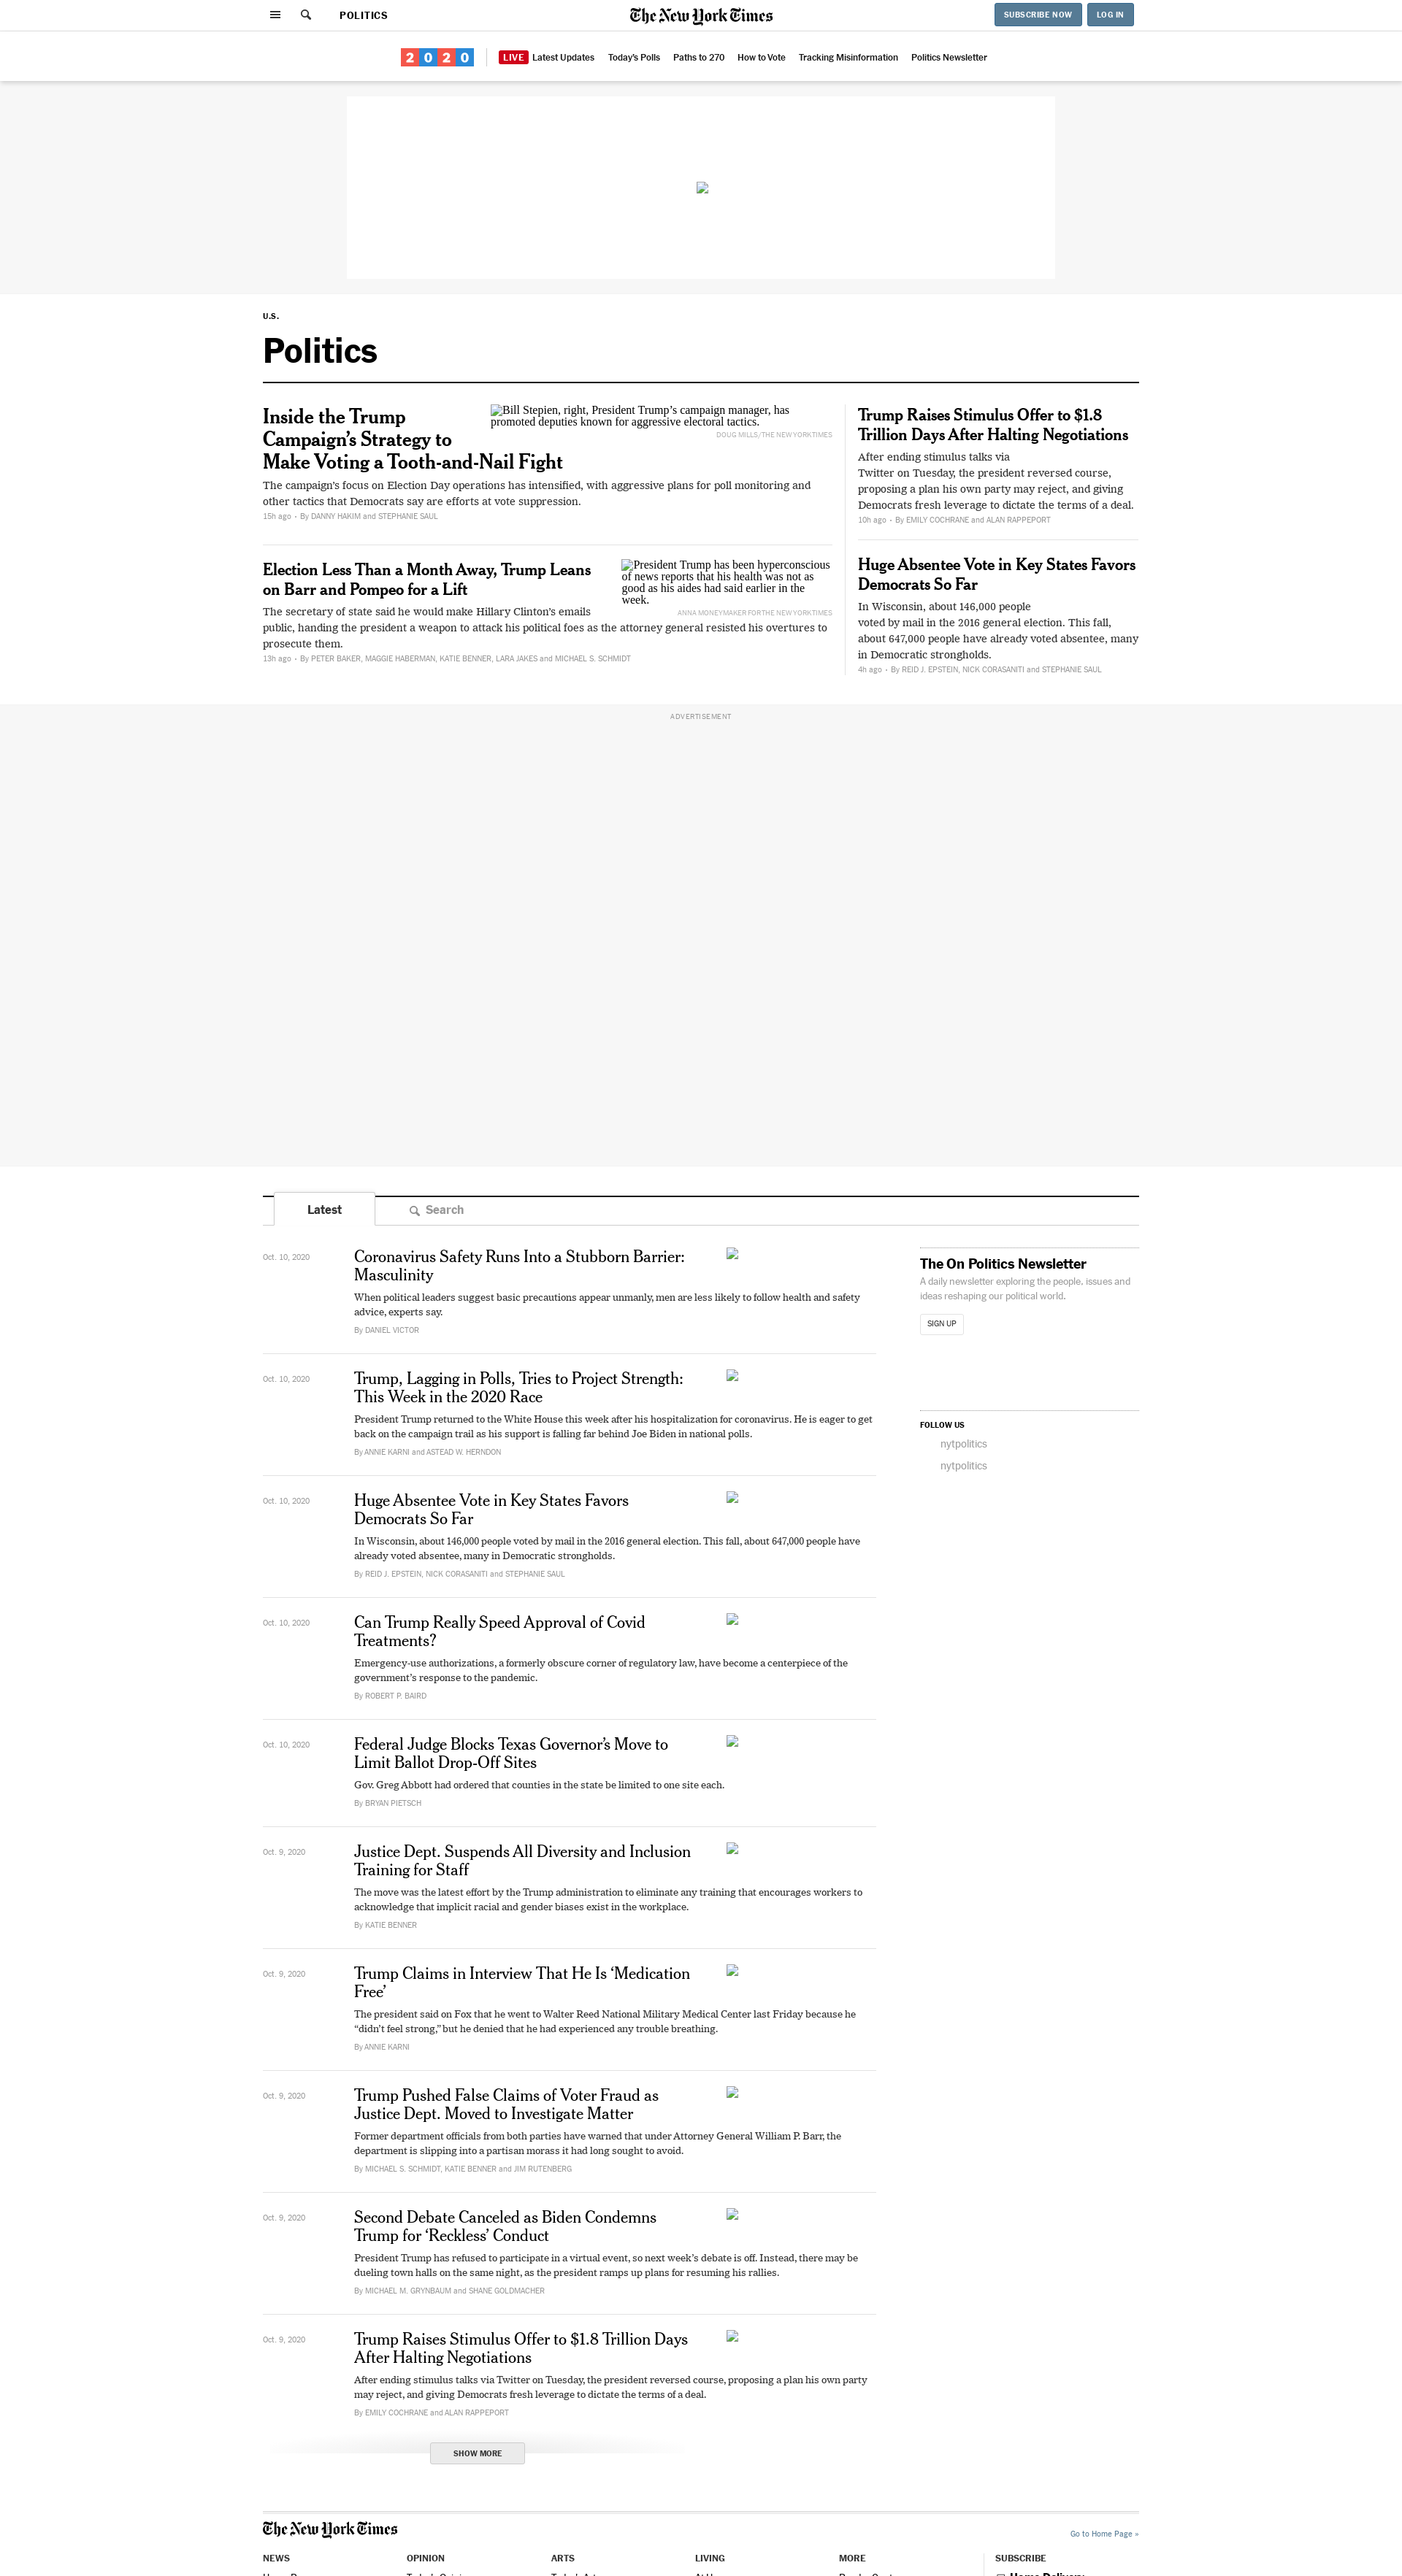 POLITICS
The New York Times
SUBSCRIBE NOW
LOG IN
2020
LIVE Latest Updates
Today's Polls
Paths to 270
How to Vote
Tracking Misinformation
Politics Newsletter
U.S.
Politics
Inside the Trump
Campaign's Strategy to
Make Voting a Tooth-and-Nail Fight
Bill Stepien, right, President Trump's campaign manager, has
promoted deputies known for aggressive electoral tactics.
DOUG MILLS/THE NEW YORK TIMES
The campaign's focus on Election Day operations has intensified, with aggressive plans for poll monitoring and
other tactics that Democrats say are efforts at vote suppression.
15h ago • By DANNY HAKIM and STEPHANIE SAUL
Election Less Than a Month Away, Trump Leans
on Barr and Pompeo for a Lift
President Trump has been hyperconscious
of news reports that his health was not as
good as his aides had said earlier in the
week.
ANNA MONEYMAKER FOR THE NEW YORK TIMES
The secretary of state said he would make Hillary Clinton's emails
public, handing the president a weapon to attack his political foes as the attorney general resisted his overtures to
prosecute them.
13h ago • By PETER BAKER, MAGGIE HABERMAN, KATIE BENNER, LARA JAKES and MICHAEL S. SCHMIDT
Trump Raises Stimulus Offer to $1.8
Trillion Days After Halting Negotiations
After ending stimulus talks via
Twitter on Tuesday, the president reversed course,
proposing a plan his own party may reject, and giving
Democrats fresh leverage to dictate the terms of a deal.
10h ago • By EMILY COCHRANE and ALAN RAPPEPORT
Huge Absentee Vote in Key States Favors
Democrats So Far
In Wisconsin, about 146,000 people
voted by mail in the 2016 general election. This fall,
about 647,000 people have already voted absentee, many
in Democratic strongholds.
4h ago • By REID J. EPSTEIN, NICK CORASANITI and STEPHANIE SAUL
ADVERTISEMENT
Latest
Search
Oct. 10, 2020
Coronavirus Safety Runs Into a Stubborn Barrier:
Masculinity
When political leaders suggest basic precautions appear unmanly, men are less likely to follow health and safety
advice, experts say.
By DANIEL VICTOR
Oct. 10, 2020
Trump, Lagging in Polls, Tries to Project Strength:
This Week in the 2020 Race
President Trump returned to the White House this week after his hospitalization for coronavirus. He is eager to get
back on the campaign trail as his support is falling far behind Joe Biden in national polls.
By ANNIE KARNI and ASTEAD W. HERNDON
Oct. 10, 2020
Huge Absentee Vote in Key States Favors
Democrats So Far
In Wisconsin, about 146,000 people voted by mail in the 2016 general election. This fall, about 647,000 people have
already voted absentee, many in Democratic strongholds.
By REID J. EPSTEIN, NICK CORASANITI and STEPHANIE SAUL
Oct. 10, 2020
Can Trump Really Speed Approval of Covid
Treatments?
Emergency-use authorizations, a formerly obscure corner of regulatory law, have become a centerpiece of the
government's response to the pandemic.
By ROBERT P. BAIRD
Oct. 10, 2020
Federal Judge Blocks Texas Governor's Move to
Limit Ballot Drop-Off Sites
Gov. Greg Abbott had ordered that counties in the state be limited to one site each.
By BRYAN PIETSCH
Oct. 9, 2020
Justice Dept. Suspends All Diversity and Inclusion
Training for Staff
The move was the latest effort by the Trump administration to eliminate any training that encourages workers to
acknowledge that implicit racial and gender biases exist in the workplace.
By KATIE BENNER
Oct. 9, 2020
Trump Claims in Interview That He Is 'Medication
Free'
The president said on Fox that he went to Walter Reed National Military Medical Center last Friday because he
“didn't feel strong,” but he denied that he had experienced any trouble breathing.
By ANNIE KARNI
Oct. 9, 2020
Trump Pushed False Claims of Voter Fraud as
Justice Dept. Moved to Investigate Matter
Former department officials from both parties have warned that under Attorney General William P. Barr, the
department is slipping into a partisan morass it had long sought to avoid.
By MICHAEL S. SCHMIDT, KATIE BENNER and JIM RUTENBERG
Oct. 9, 2020
Second Debate Canceled as Biden Condemns
Trump for 'Reckless' Conduct
President Trump has refused to participate in a virtual event, so next week's debate is off. Instead, there may be
dueling town halls on the same night, as the president ramps up plans for resuming his rallies.
By MICHAEL M. GRYNBAUM and SHANE GOLDMACHER
Oct. 9, 2020
Trump Raises Stimulus Offer to $1.8 Trillion Days
After Halting Negotiations
After ending stimulus talks via Twitter on Tuesday, the president reversed course, proposing a plan his own party
may reject, and giving Democrats fresh leverage to dictate the terms of a deal.
By EMILY COCHRANE and ALAN RAPPEPORT
SHOW MORE
The On Politics Newsletter
A daily newsletter exploring the people, issues and
ideas reshaping our political world.
SIGN UP
FOLLOW US
nytpolitics
nytpolitics
The New York Times
Go to Home Page »
NEWS
OPINION
ARTS
LIVING
MORE
SUBSCRIBE